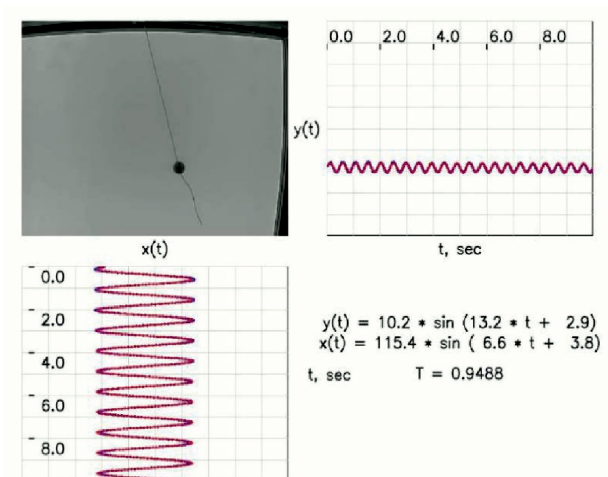 0.0 2.0 4.0 6.0 8.0
y(t)
x(t)
t, sec
0.0
2.0
4.0
6.0
8.0
y(t) = 10.2 * sin (13.2 * t + 2.9)
x(t) = 115.4 * sin ( 6.6 * t + 3.8)
t, sec T = 0.9488